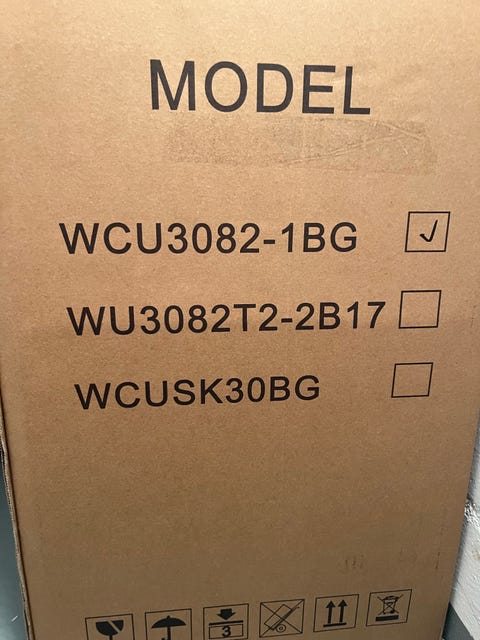 MODEL
WCU3082-1BG
WU3082T2-2B17
WCUSK30BG
3